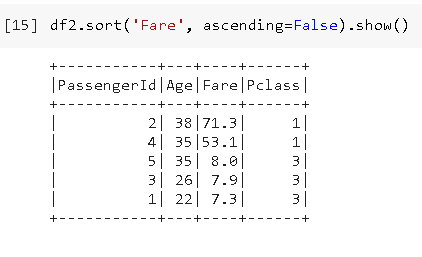 [15] df2.sort('Fare', ascending=False).show()
+-----------+---+----+------+
|PassengerId|Age|Fare|Pclass|
+-----------+---+----+------+
|          2| 38|71.3|     1|
|          4| 35|53.1|     1|
|          5| 35| 8.0|     3|
|          3| 26| 7.9|     3|
|          1| 22| 7.3|     3|
+-----------+---+----+------+